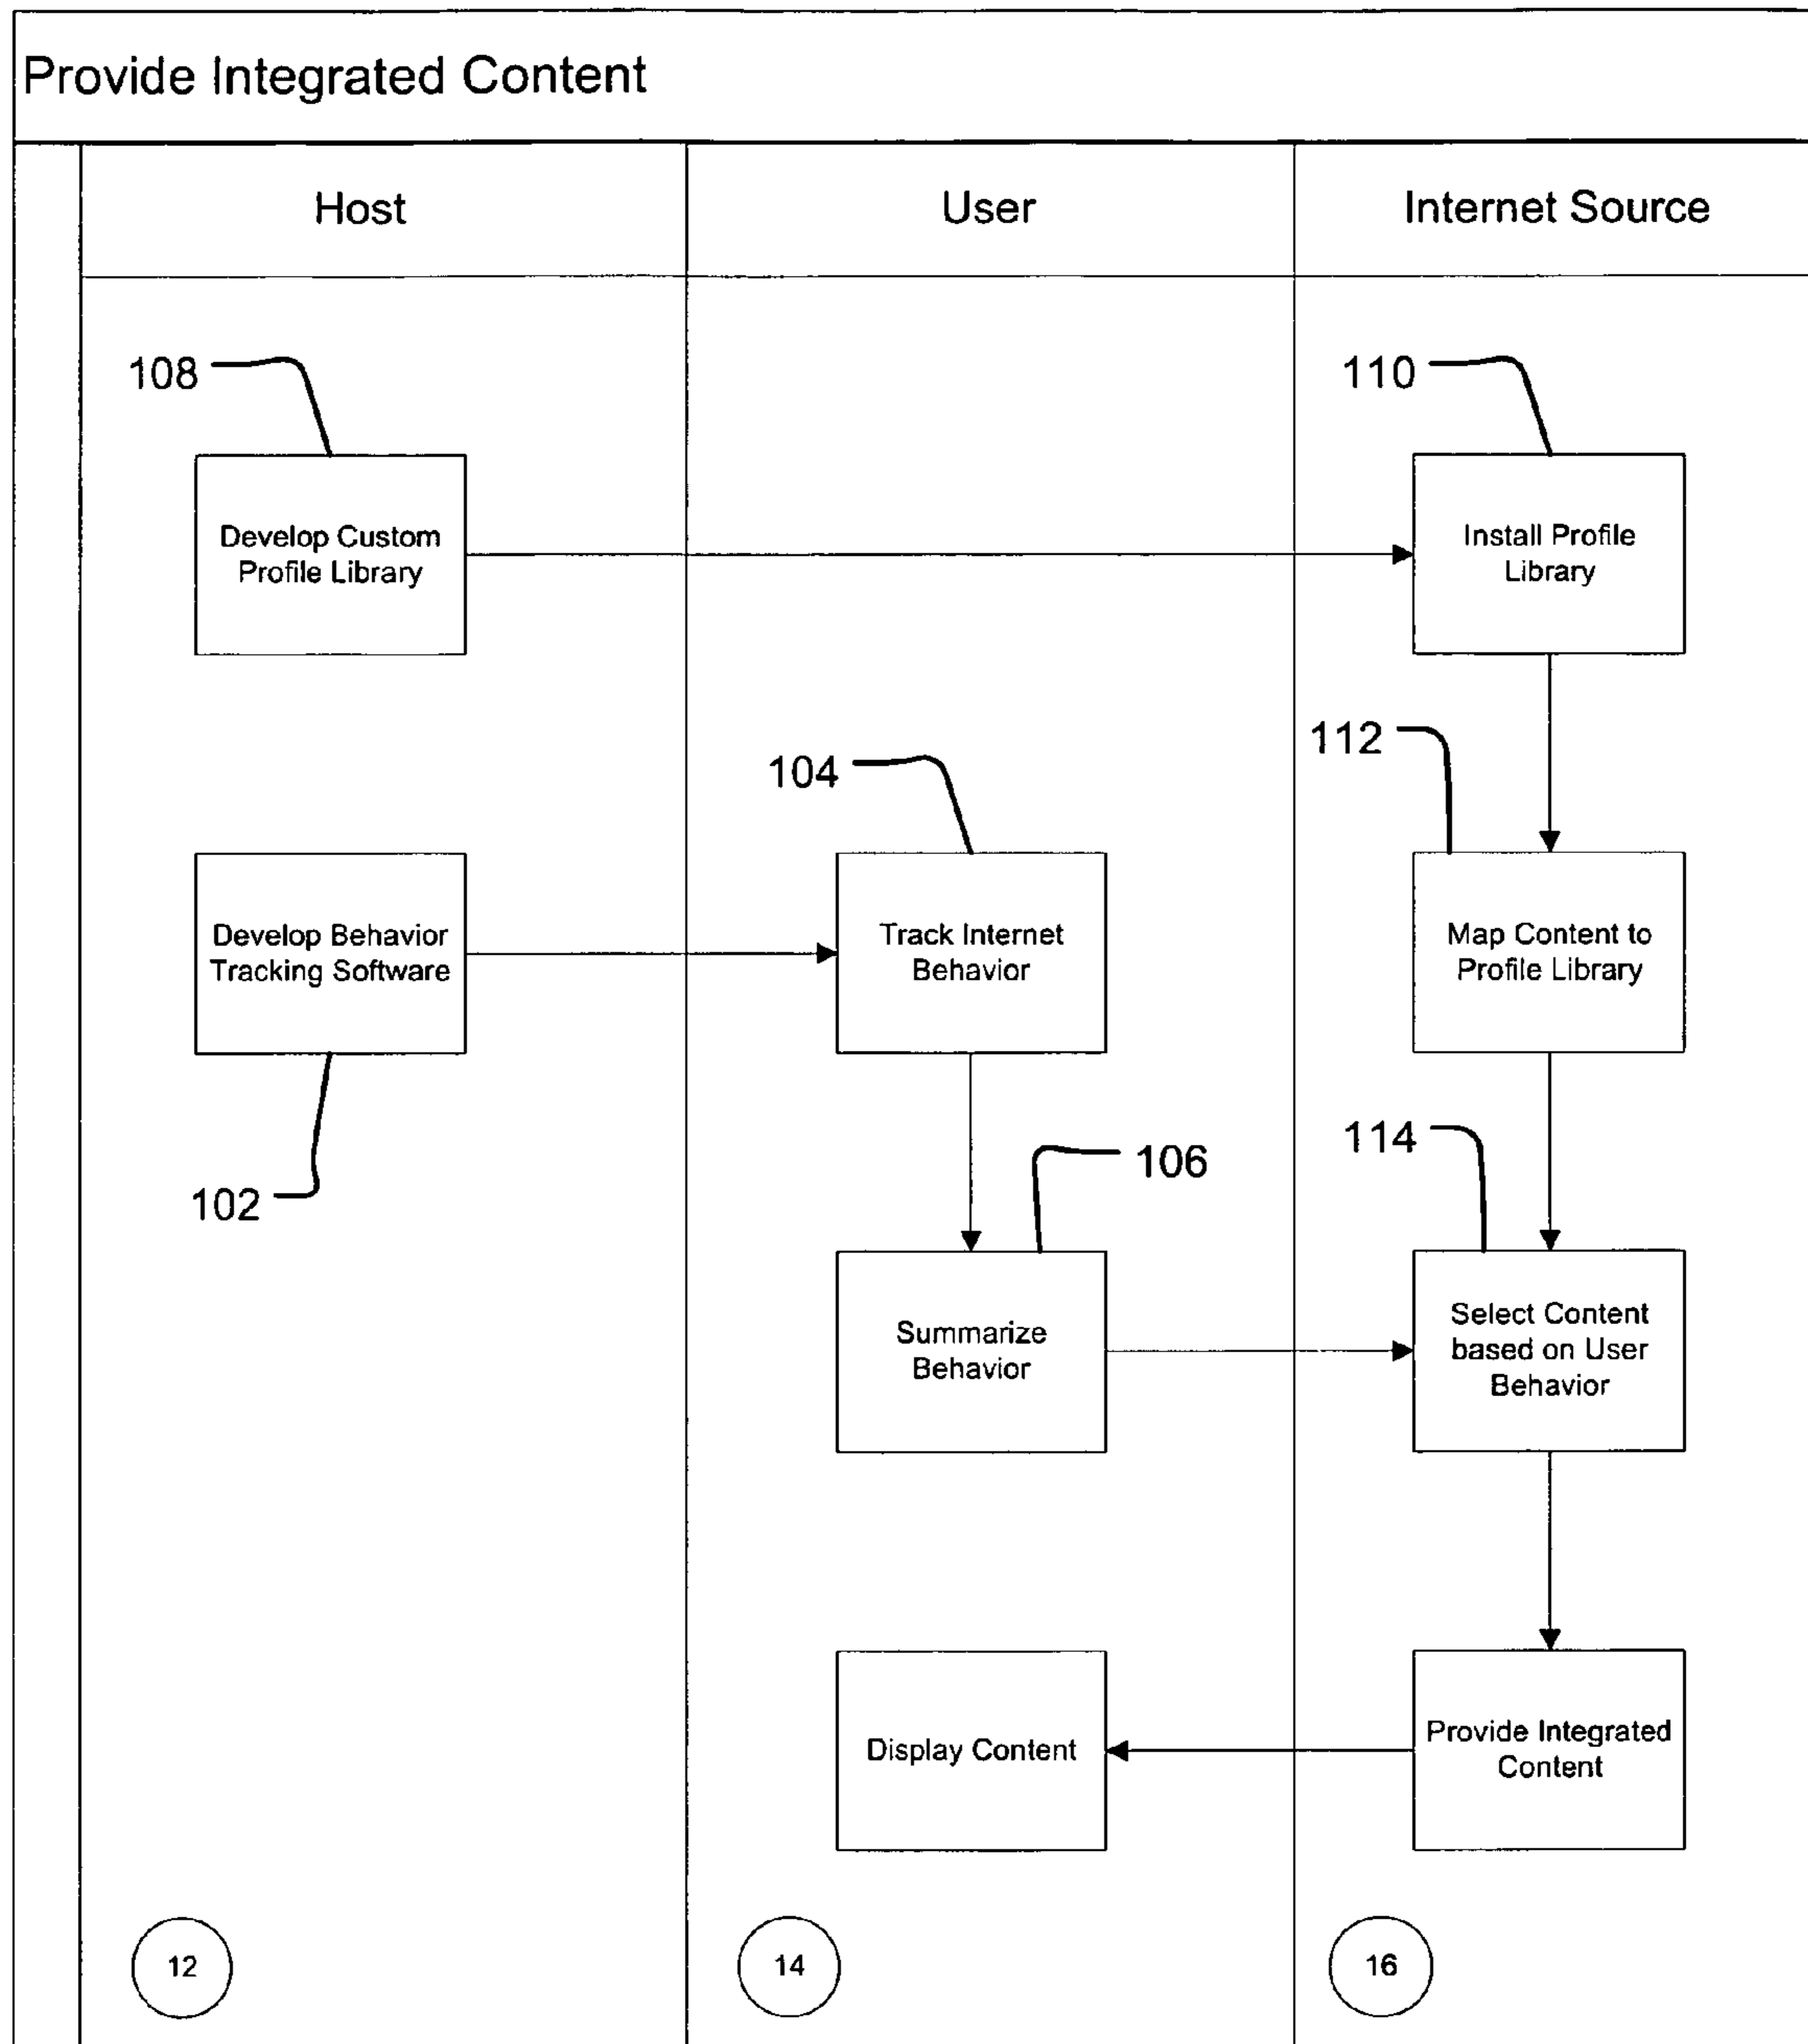 Provide Integrated Content
Host
User
Internet Source
108
110
Develop Custom
Profile Library
Install Profile
Library
112
104
Develop Behavior
Tracking Software
Track Internet
Behavior
Map Content to
Profile Library
102
106
114
Summarize
Behavior
Select Content
based on User
Behavior
Display Content
Provide Integrated
Content
12
14
16